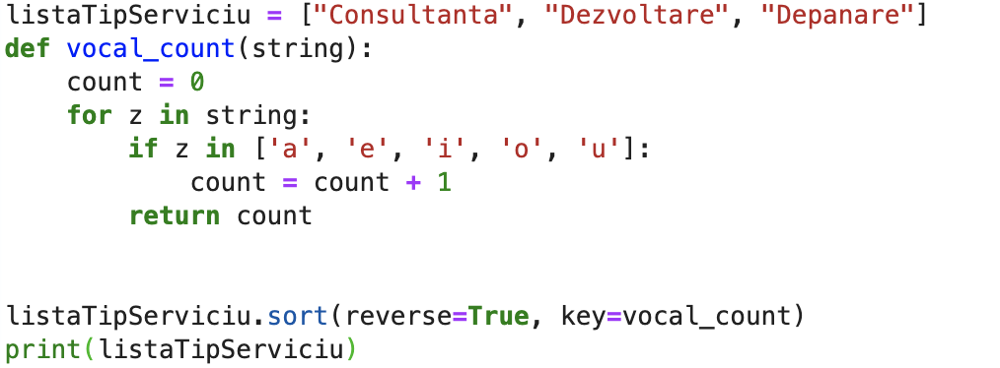 listaTipServiciu = ["Consultanta", "Dezvoltare", "Depanare"]
def vocal_count(string):
    count = 0
    for z in string:
        if z in ['a', 'e', 'i', 'o', 'u']:
            count = count + 1
        return count
listaTipServiciu.sort(reverse=True, key=vocal_count)
print(listaTipServiciu)